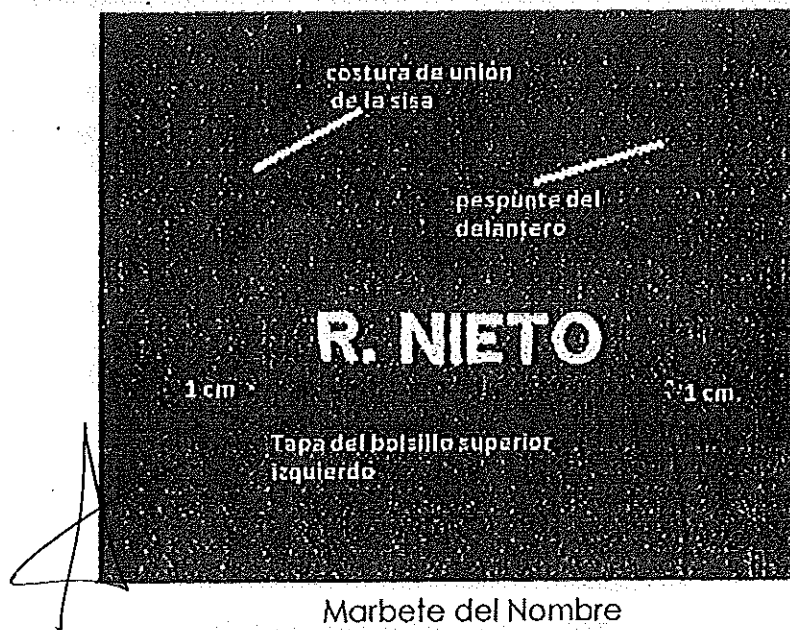 costura de unión
de la sisa
pespunte del
delantero
R. NIETO
1 cm
1 cm.
Tapa del bolsillo superior
izquierdo
Marbete del Nombre